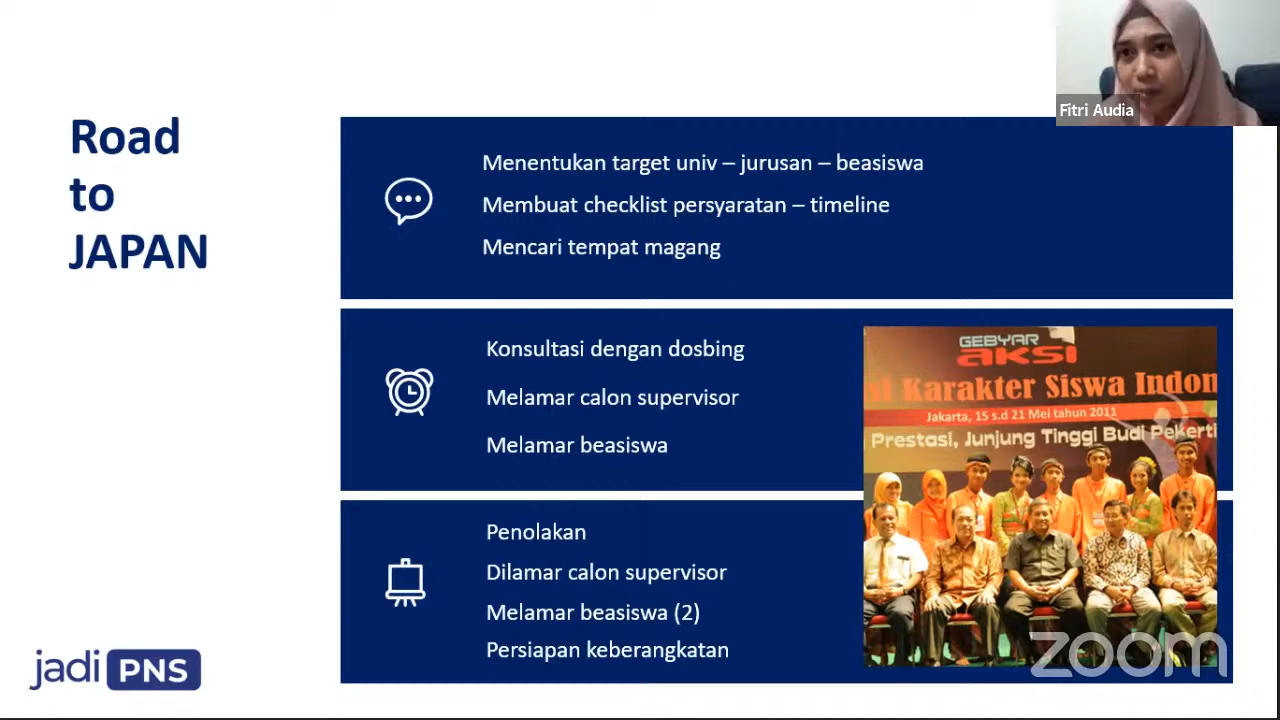 Fitri Audia
Road
to
JAPAN
Menentukan target univ – jurusan – beasiswa
Membuat checklist persyaratan – timeline
Mencari tempat magang
Konsultasi dengan dosbing
Melamar calon supervisor
Melamar beasiswa
GEBYAR
aKSI
si Karakter Siswa Indon
Jakarta, 15 s.d 21 Mei tahun 2011
Prestasi, Junjung Tinggi Budi Pekerti
Penolakan
Dilamar calon supervisor
Melamar beasiswa (2)
Persiapan keberangkatan
jadi PNS
zoom